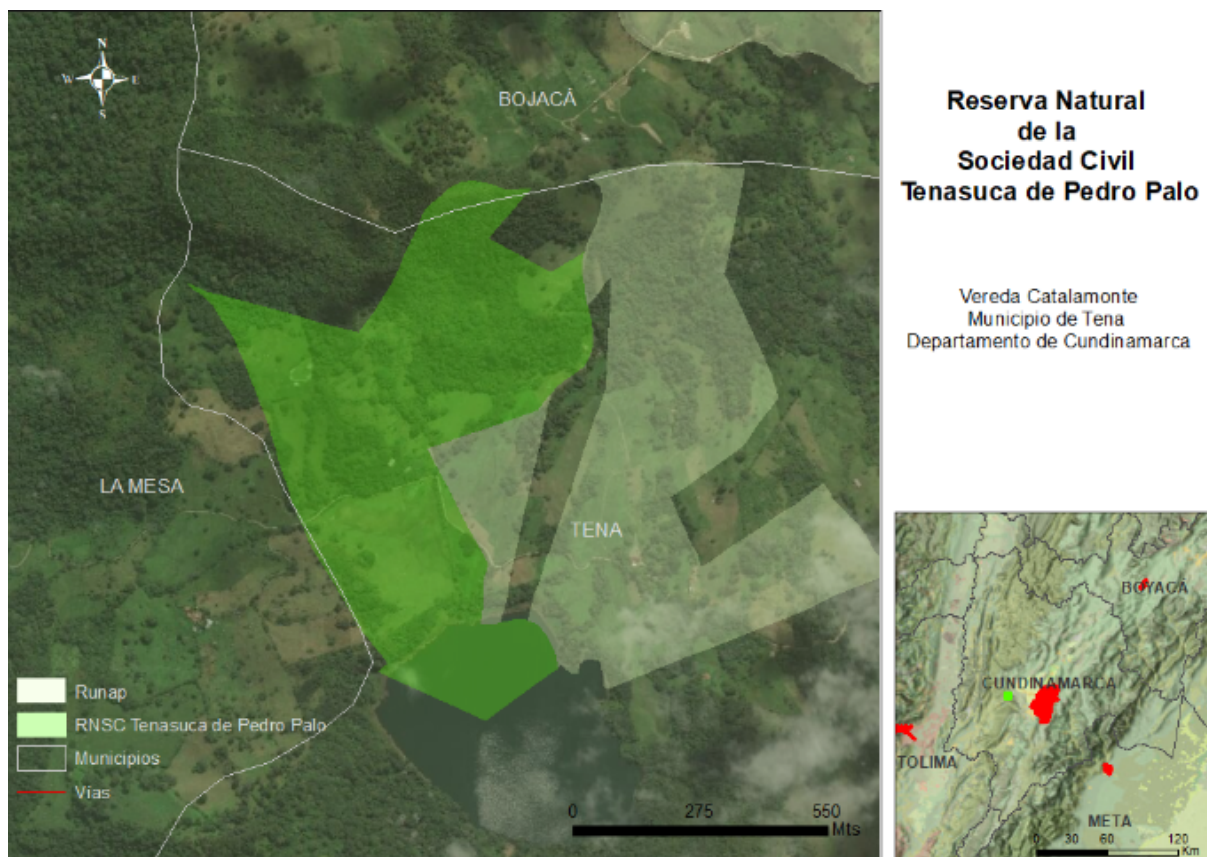 N
W E
S
BOJACÁ
LA MESA
TENA
Runap
RNSC Tenasuca de Pedro Palo
Municipios
Vías
0 275 550
Mts
Reserva Natural
de la
Sociedad Civil
Tenasuca de Pedro Palo
Vereda Catalamonte
Municipio de Tena
Departamento de Cundinamarca
BOYACÁ
CUNDINAMARCA
TOLIMA
META
0 30 60 120
Km